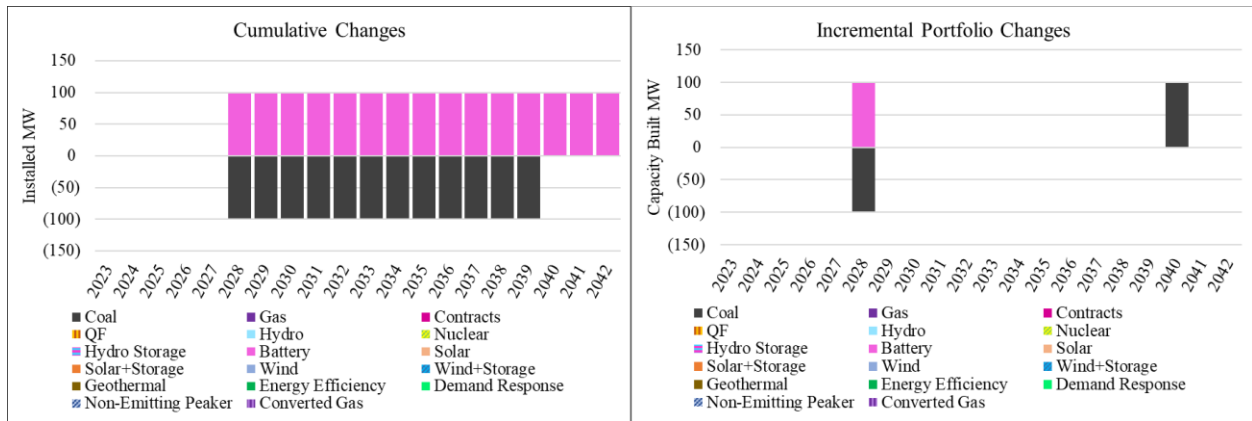 Cumulative Changes
150
100
50
0
(50)
(100)
(150)
Installed MW
2023 2024 2025 2026 2027 2028 2029 2030 2031 2032 2033 2034 2035 2036 2037 2038 2039 2040 2041 2042
Coal Gas Contracts
QF Hydro Nuclear
Hydro Storage Battery Solar
Solar+Storage Wind Wind+Storage
Geothermal Energy Efficiency Demand Response
Non-Emitting Peaker Converted Gas
Incremental Portfolio Changes
150
100
50
0
(50)
(100)
(150)
Capacity Built MW
2023 2024 2025 2026 2027 2028 2029 2030 2031 2032 2033 2034 2035 2036 2037 2038 2039 2040 2041 2042
Coal Gas Contracts
QF Hydro Nuclear
Hydro Storage Battery Solar
Solar+Storage Wind Wind+Storage
Geothermal Energy Efficiency Demand Response
Non-Emitting Peaker Converted Gas